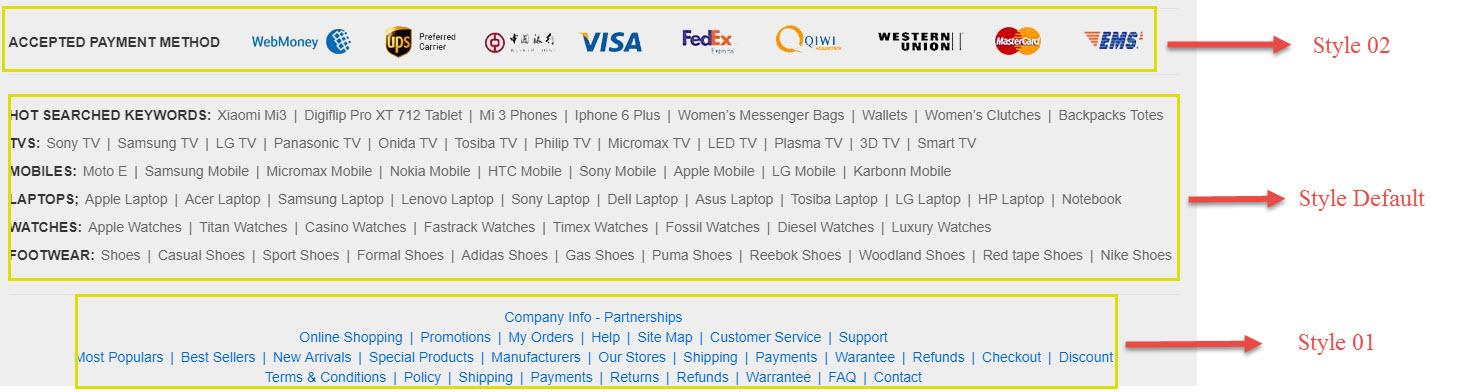 ACCEPTED PAYMENT METHOD WebMoney ups Preferred Carrier 中国银行 VISA FedEx Express QIWI WESTERN UNION MasterCard EMS Style 02
HOT SEARCHED KEYWORDS: Xiaomi Mi3 | Digiflip Pro XT 712 Tablet | Mi 3 Phones | Iphone 6 Plus | Women's Messenger Bags | Wallets | Women's Clutches | Backpacks Totes
TVS: Sony TV | Samsung TV | LG TV | Panasonic TV | Onida TV | Tosiba TV | Philip TV | Micromax TV | LED TV | Plasma TV | 3D TV | Smart TV
MOBILES: Moto E | Samsung Mobile | Micromax Mobile | Nokia Mobile | HTC Mobile | Sony Mobile | Apple Mobile | LG Mobile | Karbonn Mobile
LAPTOPS; Apple Laptop | Acer Laptop | Samsung Laptop | Lenovo Laptop | Sony Laptop | Dell Laptop | Asus Laptop | Tosiba Laptop | LG Laptop | HP Laptop | Notebook
Style Default
WATCHES: Apple Watches | Titan Watches | Casino Watches | Fastrack Watches | Timex Watches | Fossil Watches | Diesel Watches | Luxury Watches
FOOTWEAR: Shoes | Casual Shoes | Sport Shoes | Formal Shoes | Adidas Shoes | Gas Shoes | Puma Shoes | Reebok Shoes | Woodland Shoes | Red tape Shoes | Nike Shoes
Company Info - Partnerships
Online Shopping | Promotions | My Orders | Help | Site Map | Customer Service | Support
Style 01
Most Populars | Best Sellers | New Arrivals | Special Products | Manufacturers | Our Stores | Shipping | Payments | Warantee | Refunds | Checkout | Discount
Terms & Conditions | Policy | Shipping | Payments | Returns | Refunds | Warrantee | FAQ | Contact